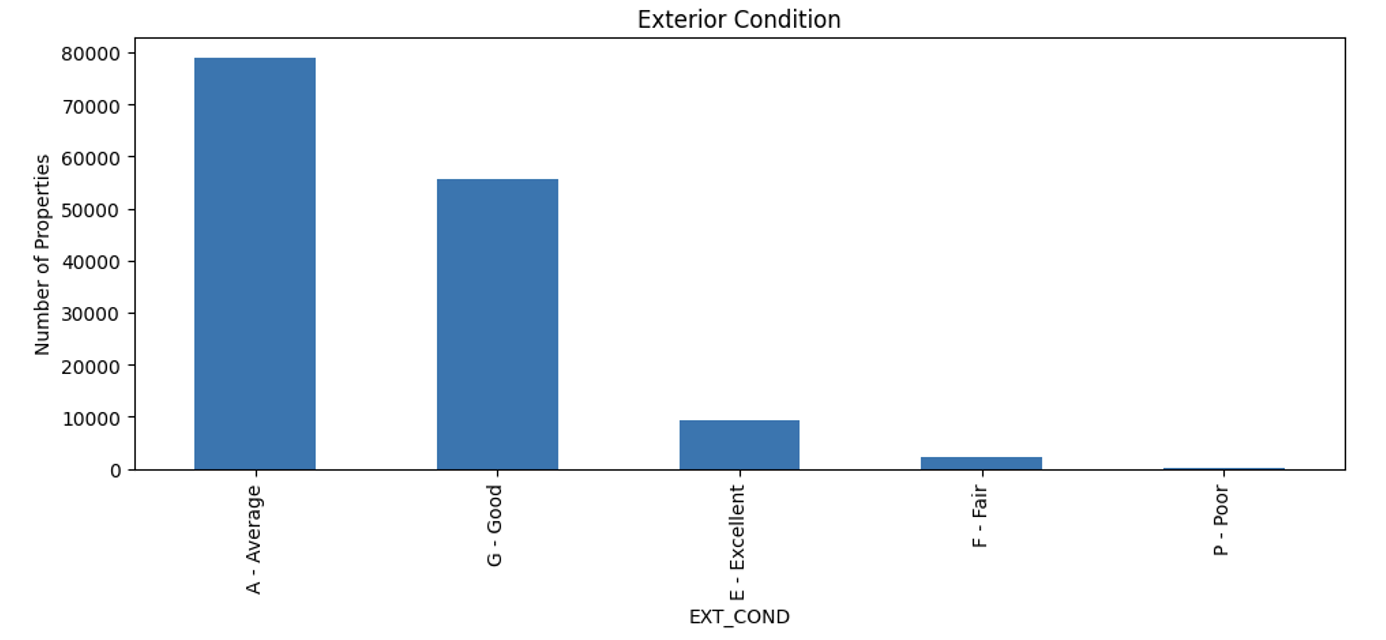 Exterior Condition
Number of Properties
80000
70000
60000
50000
40000
30000
20000
10000
0
A - Average
G - Good
E - Excellent
F - Fair
P - Poor
EXT_COND